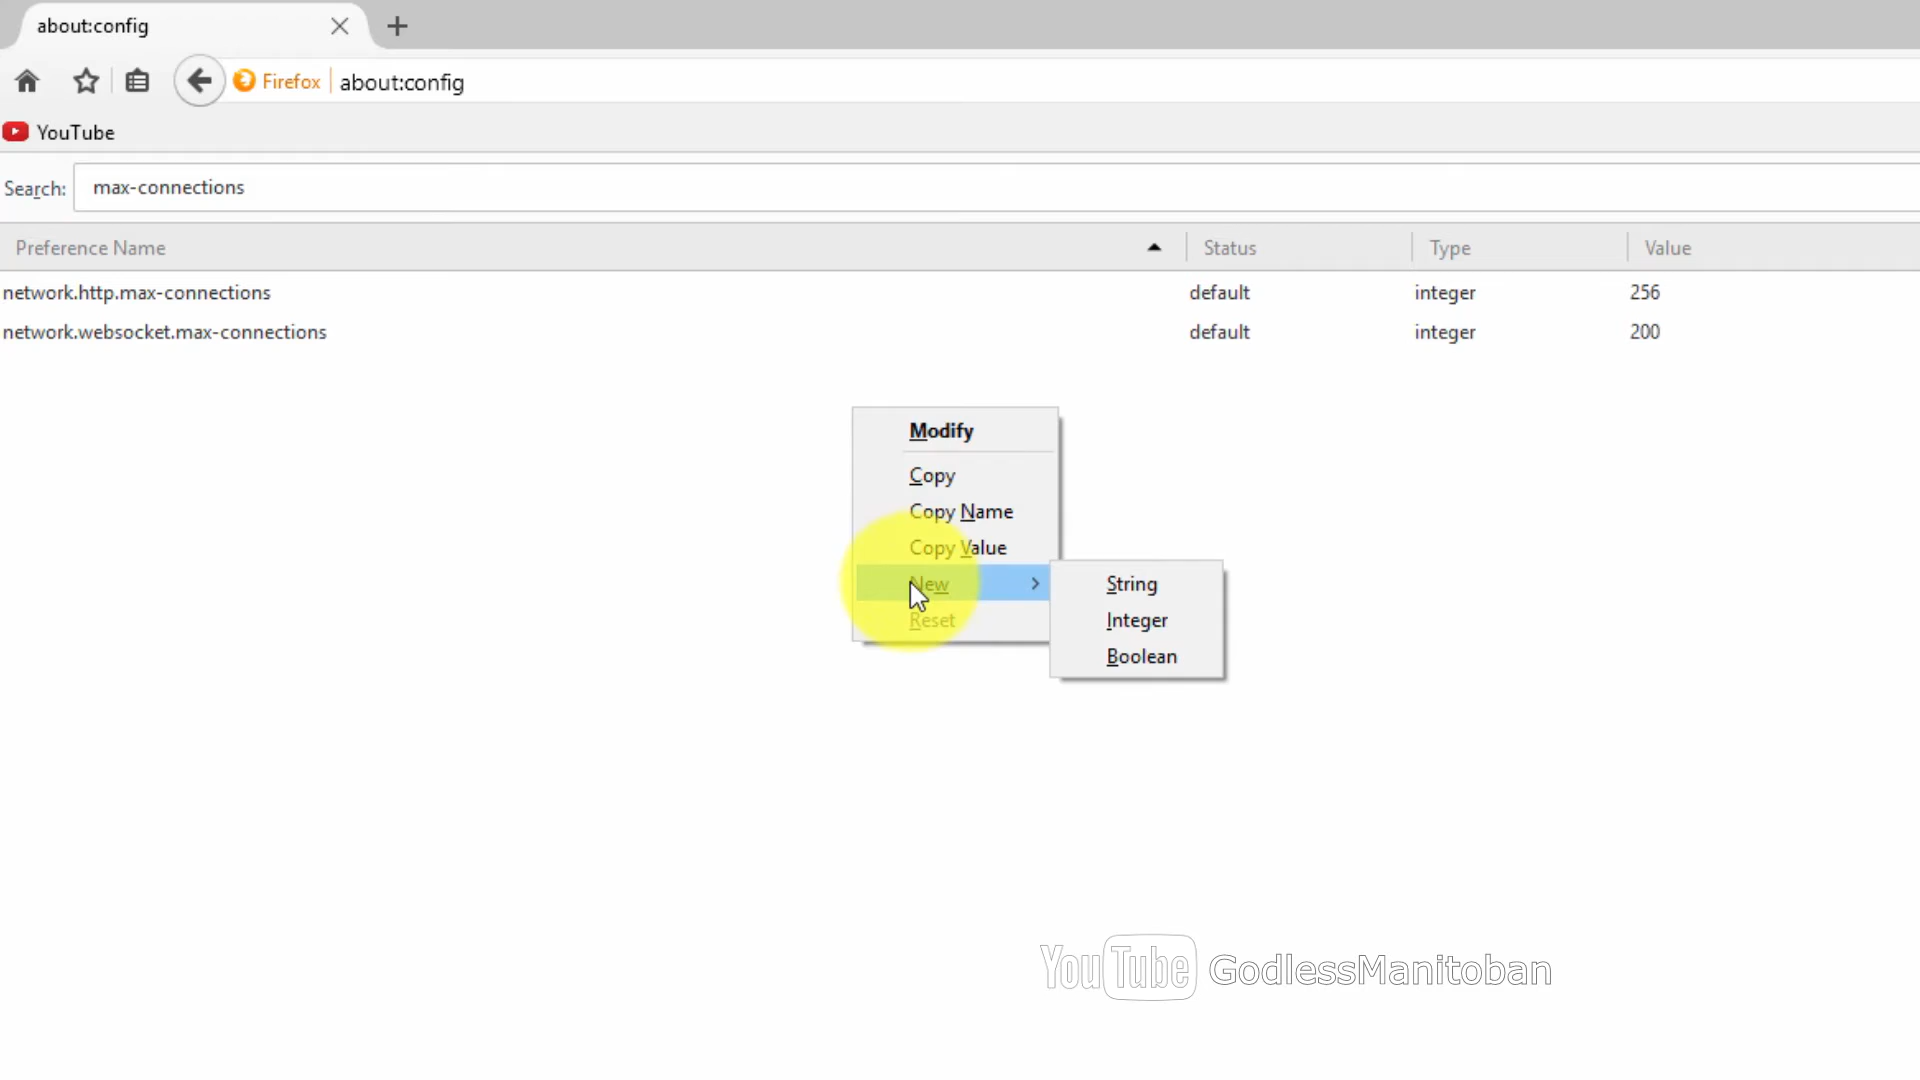 about:config
Firefox about:config
YouTube
Search: max-connections
Preference Name Status Type Value
network.http.max-connections default integer 256
network.websocket.max-connections default integer 200
Modify
Copy
Copy Name
Copy Value
New
Reset
String
Integer
Boolean
YouTube GodlessManitoban